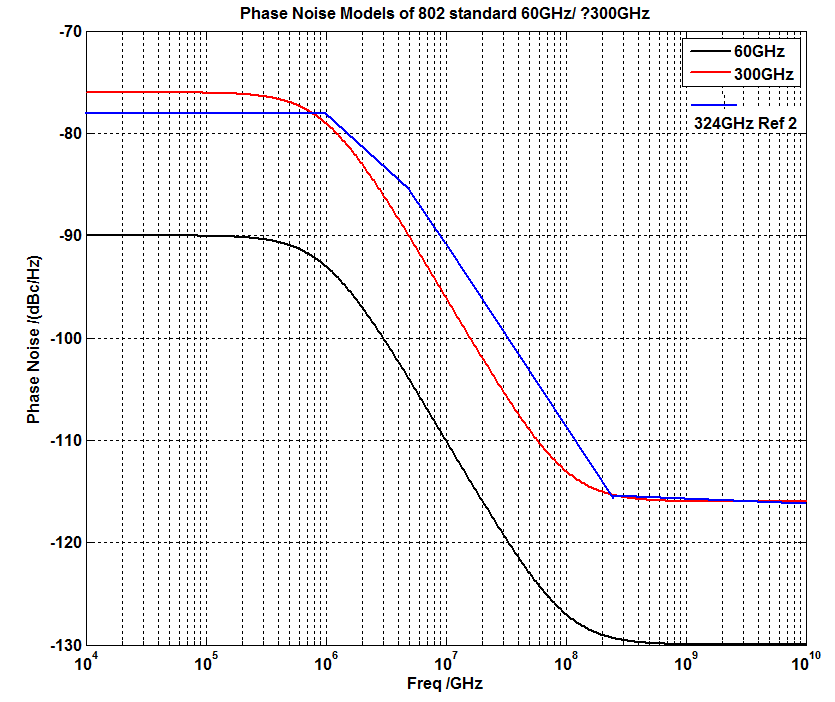 Phase Noise Models of 802 standard 60GHz/ ?300GHz
60GHz
300GHz
324GHz Ref 2
Phase Noise /(dBc/Hz)
-70
-80
-90
-100
-110
-120
-130
10^4 10^5 10^6 10^7 10^8 10^9 10^10
Freq /GHz